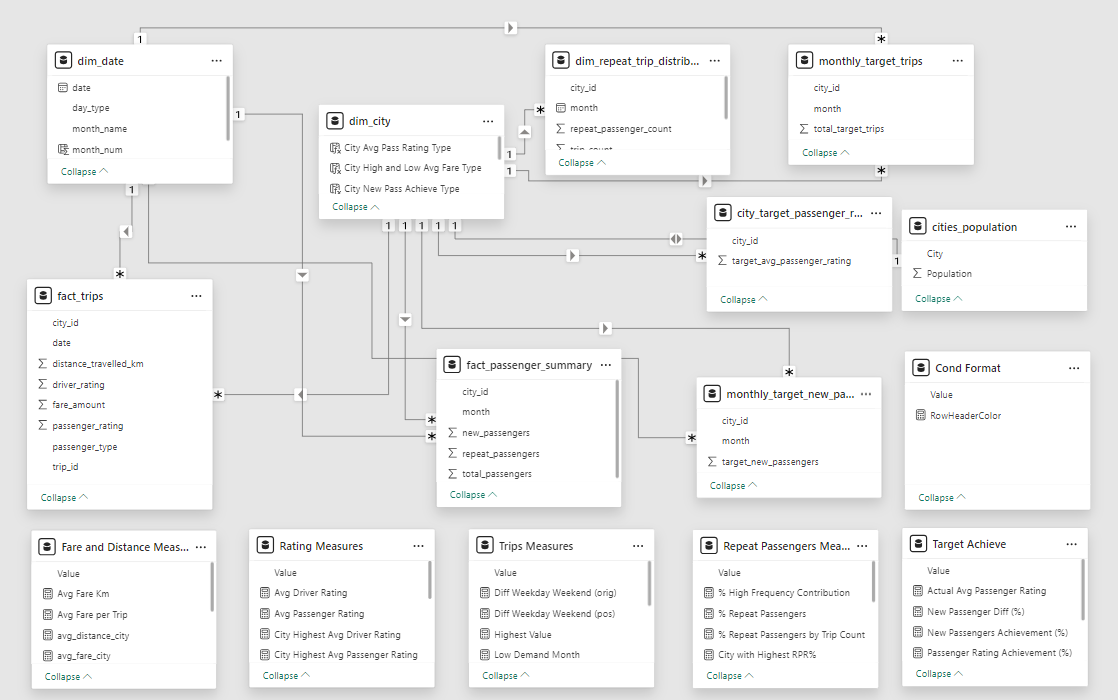 dim_date
date
day_type
month_name
month_num
Collapse
dim_city
City Avg Pass Rating Type
City High and Low Avg Fare Type
City New Pass Achieve Type
Collapse
dim_repeat_trip_distrib...
city_id
month
repeat_passenger_count
trip_count
Collapse
monthly_target_trips
city_id
month
total_target_trips
Collapse
city_target_passenger_r...
city_id
target_avg_passenger_rating
Collapse
cities_population
City
Population
Collapse
fact_trips
city_id
date
distance_travelled_km
driver_rating
fare_amount
passenger_rating
passenger_type
trip_id
Collapse
fact_passenger_summary
city_id
month
new_passengers
repeat_passengers
total_passengers
Collapse
monthly_target_new_pa...
city_id
month
target_new_passengers
Collapse
Cond Format
Value
RowHeaderColor
Collapse
Fare and Distance Meas...
Value
Avg Fare Km
Avg Fare per Trip
avg_distance_city
avg_fare_city
Collapse
Rating Measures
Value
Avg Driver Rating
Avg Passenger Rating
City Highest Avg Driver Rating
City Highest Avg Passenger Rating
Collapse
Trips Measures
Value
Diff Weekday Weekend (orig)
Diff Weekday Weekend (pos)
Highest Value
Low Demand Month
Collapse
Repeat Passengers Mea...
Value
% High Frequency Contribution
% Repeat Passengers
% Repeat Passengers by Trip Count
City with Highest RPR%
Collapse
Target Achieve
Value
Actual Avg Passenger Rating
New Passenger Diff (%)
New Passengers Achievement (%)
Passenger Rating Achievement (%)
Collapse
1
*
1
1
*
1
*
1
*
1
1
1
1
1
*
1
*
*
*
*
*